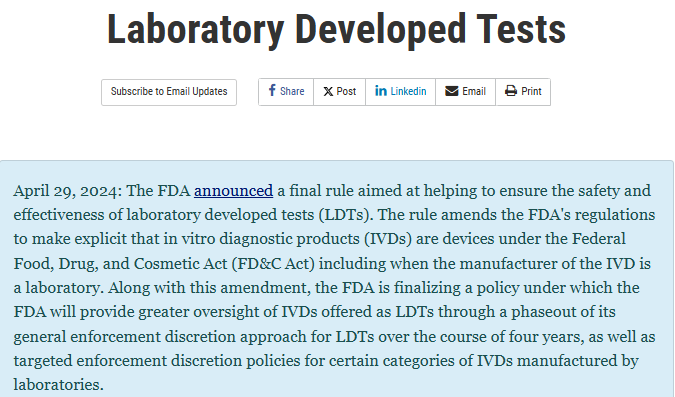 Laboratory Developed Tests
Subscribe to Email Updates
Share
Post
Linkedin
Email
Print
April 29, 2024: The FDA announced a final rule aimed at helping to ensure the safety and
effectiveness of laboratory developed tests (LDTs). The rule amends the FDA's regulations
to make explicit that in vitro diagnostic products (IVDs) are devices under the Federal
Food, Drug, and Cosmetic Act (FD&C Act) including when the manufacturer of the IVD is
a laboratory. Along with this amendment, the FDA is finalizing a policy under which the
FDA will provide greater oversight of IVDs offered as LDTs through a phaseout of its
general enforcement discretion approach for LDTs over the course of four years, as well as
targeted enforcement discretion policies for certain categories of IVDs manufactured by
laboratories.